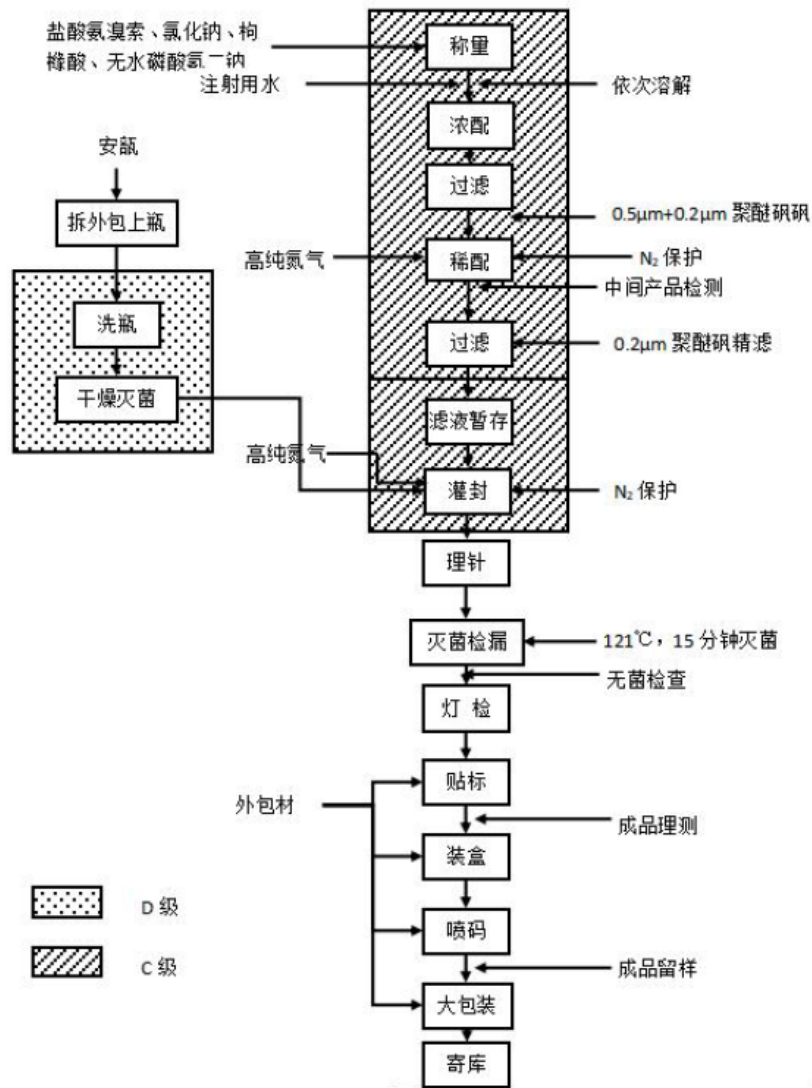 盐酸氨溴索、氯化钠、枸
橼酸、无水磷酸氢二钠
称量
注射用水
依次溶解
浓配
安瓿
过滤
拆外包上瓶
0.5μm+0.2μm 聚醚砜砜
高纯氮气
稀配
N₂ 保护
中间产品检测
洗瓶
过滤
0.2μm 聚醚砜精滤
干燥灭菌
滤液暂存
高纯氮气
灌封
N₂ 保护
理针
灭菌检漏
121℃，15 分钟灭菌
无菌检查
灯 检
贴标
外包材
成品理测
装盒
D 级
喷码
C 级
成品留样
大包装
寄库